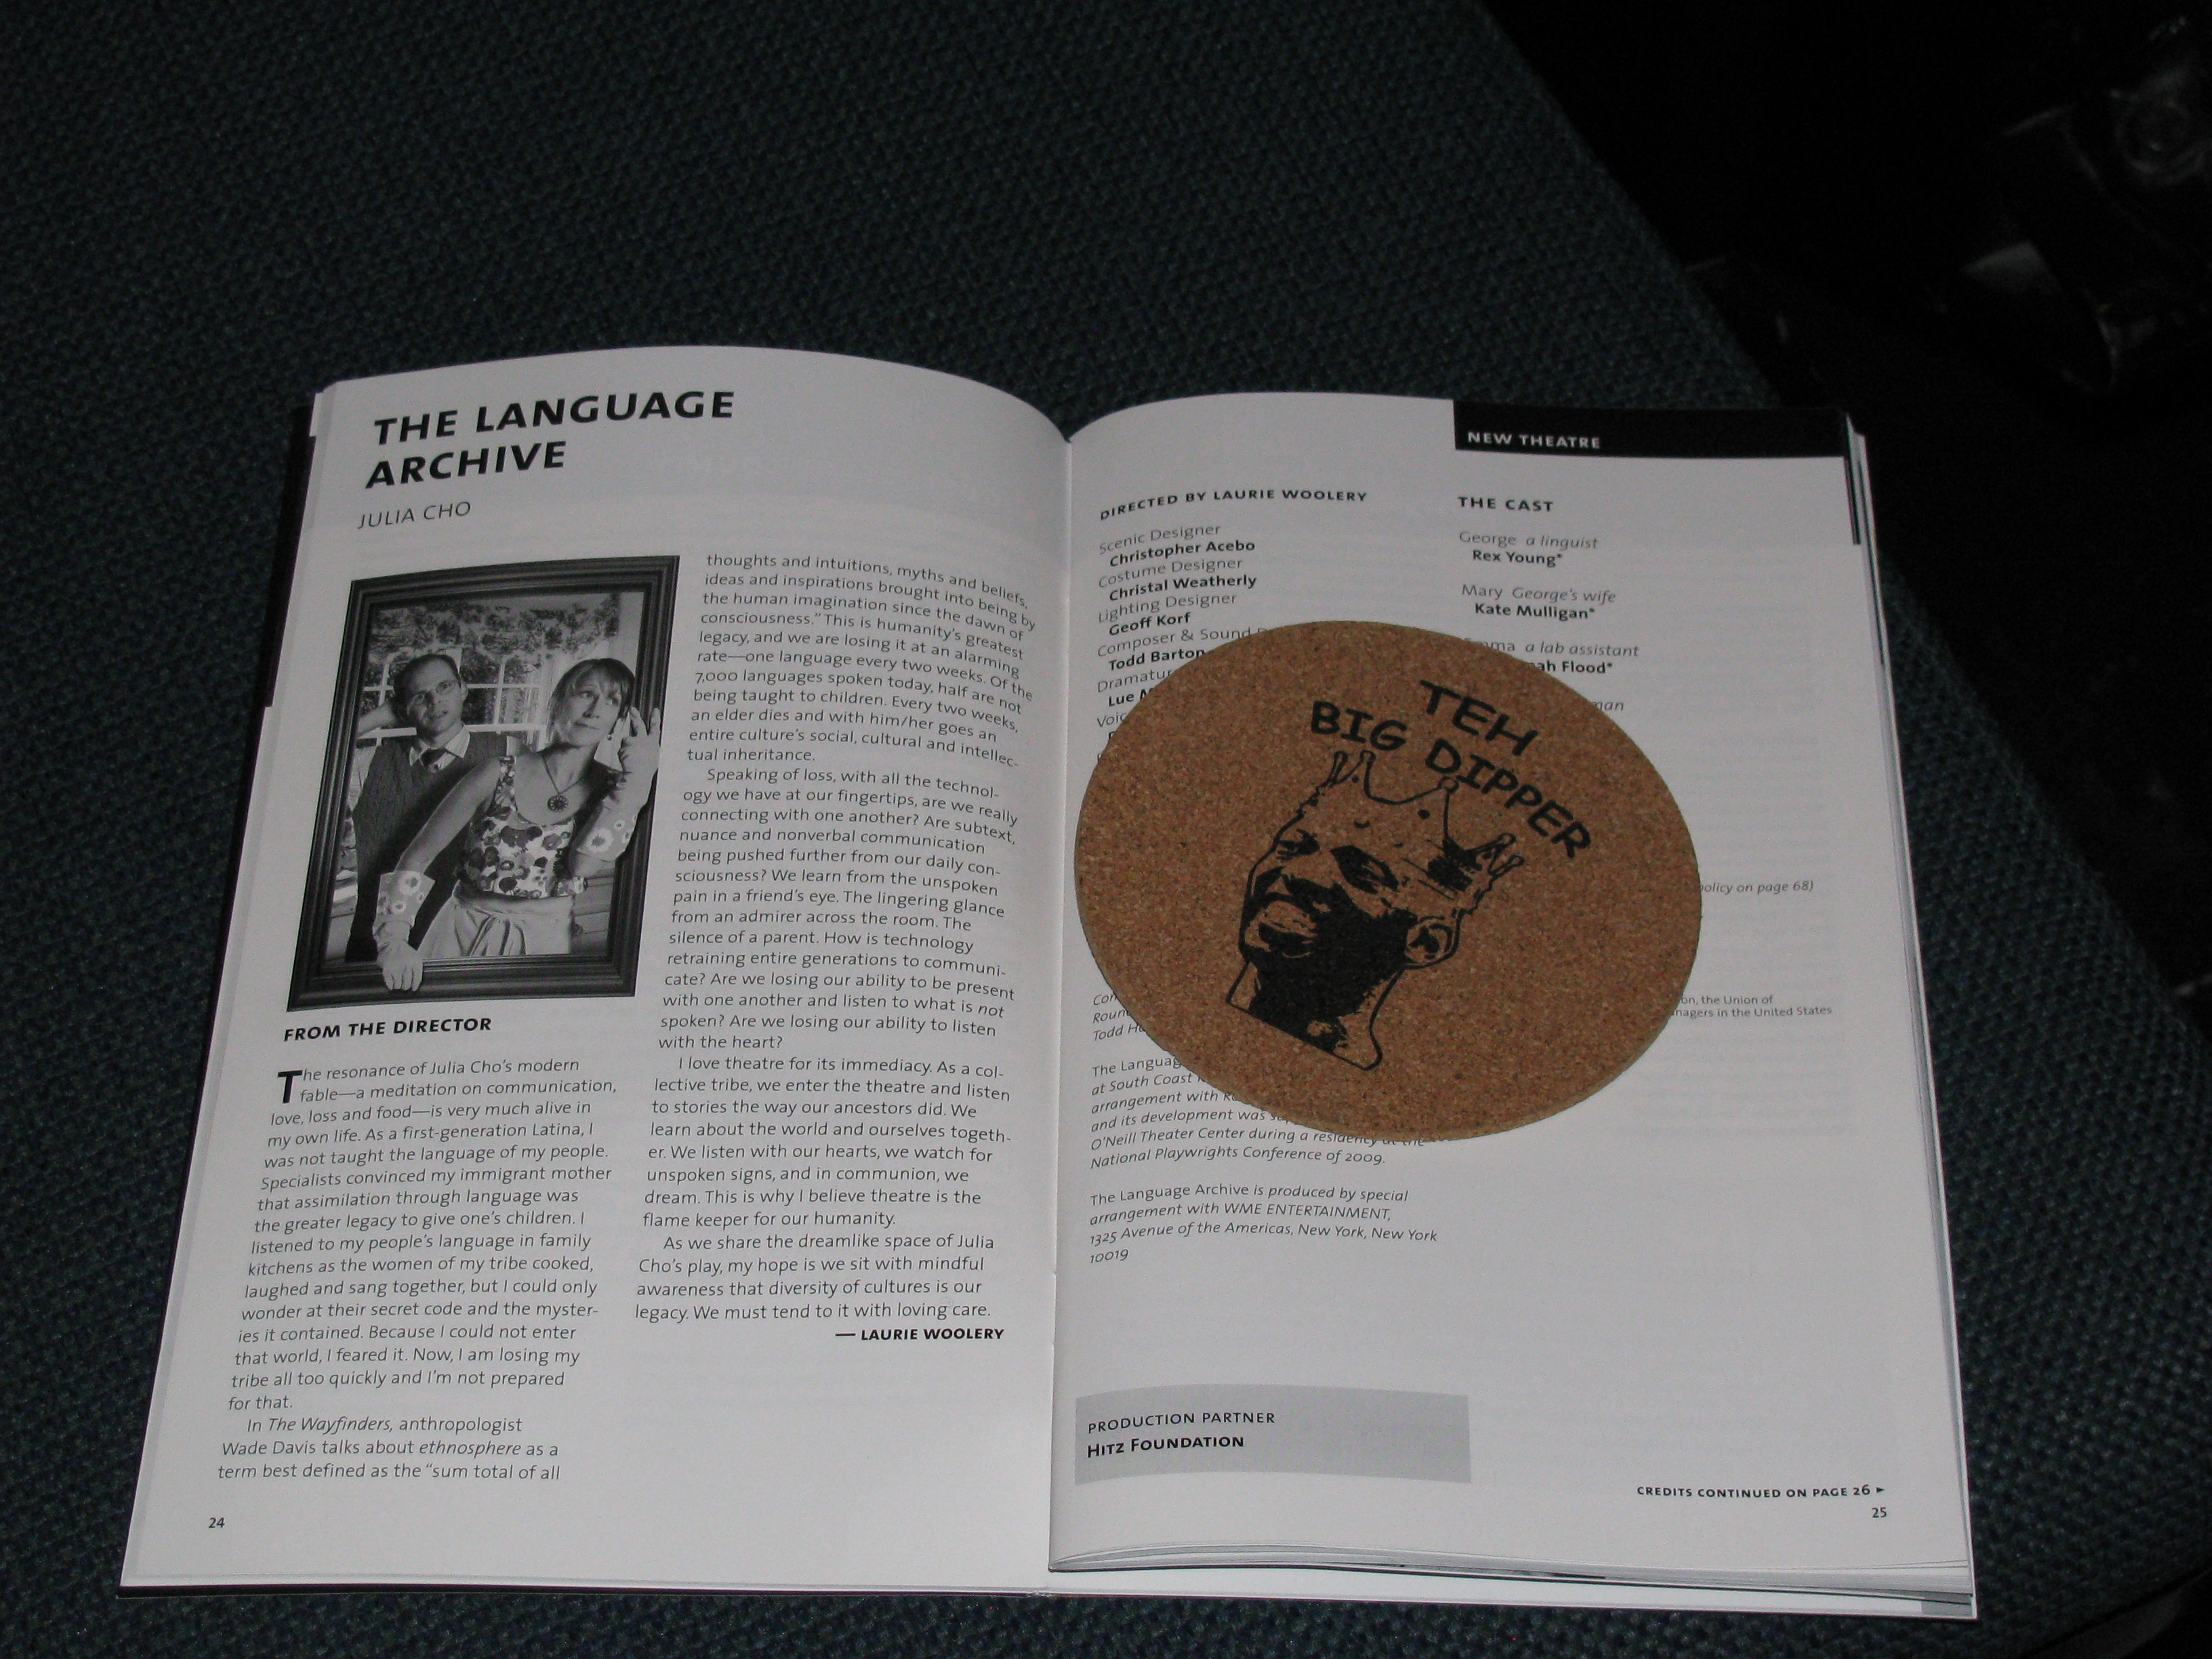 THE LANGUAGE
ARCHIVE
JULIA CHO
FROM THE DIRECTOR
The resonance of Julia Cho's modern
fable—a meditation on communication,
love, loss and food—is very much alive in
my own life. As a first-generation Latina, I
was not taught the language of my people.
Specialists convinced my immigrant mother
that assimilation through language was
the greater legacy to give one's children. I
listened to my people's language in family
kitchens as the women of my tribe cooked,
laughed and sang together, but I could only
wonder at their secret code and the myster-
ies it contained. Because I could not enter
that world, I feared it. Now, I am losing my
tribe all too quickly and I'm not prepared
for that.
In The Wayfinders, anthropologist
Wade Davis talks about ethnosphere as a
term best defined as the "sum total of all
thoughts and intuitions, myths and beliefs,
ideas and inspirations brought into being by
the human imagination since the dawn of
consciousness." This is humanity's greatest
legacy, and we are losing it at an alarming
rate—one language every two weeks. Of the
7,000 languages spoken today, half are not
being taught to children. Every two weeks,
an elder dies and with him/her goes an
entire culture's social, cultural and intellec-
tual inheritance.
Speaking of loss, with all the technol-
ogy we have at our fingertips, are we really
connecting with one another? Are subtext,
nuance and nonverbal communication
being pushed further from our daily con-
sciousness? We learn from the unspoken
pain in a friend's eye. The lingering glance
from an admirer across the room. The
silence of a parent. How is technology
retraining entire generations to communi-
cate? Are we losing our ability to be present
with one another and listen to what is not
spoken? Are we losing our ability to listen
with the heart?
I love theatre for its immediacy. As a col-
lective tribe, we enter the theatre and listen
to stories the way our ancestors did. We
learn about the world and ourselves togeth-
er. We listen with our hearts, we watch for
unspoken signs, and in communion, we
dream. This is why I believe theatre is the
flame keeper for our humanity.
As we share the dreamlike space of Julia
Cho's play, my hope is we sit with mindful
awareness that diversity of cultures is our
legacy. We must tend to it with loving care.
— LAURIE WOOLERY
24
NEW THEATRE
DIRECTED BY LAURIE WOOLERY
Scenic Designer
Christopher Acebo
Costume Designer
Christal Weatherly
Lighting Designer
Geoff Korf
Composer & Sound
Todd Barton
Lue
THE CAST
George a linguist
Rex Young*
Mary George's wife
Kate Mulligan*
a lab assistant
Flood*
TEH
BIG DIPPER
policy on page 68)
the Union of
in the United States
Todd
The
at South Coast
arrangement with
and its development was
O'Neill Theater Center during a residency at the
National Playwrights Conference of 2009.
The Language Archive is produced by special
arrangement with WME ENTERTAINMENT,
1325 Avenue of the Americas, New York, New York
10019
PRODUCTION PARTNER
HITZ FOUNDATION
CREDITS CONTINUED ON PAGE 26 ►
25